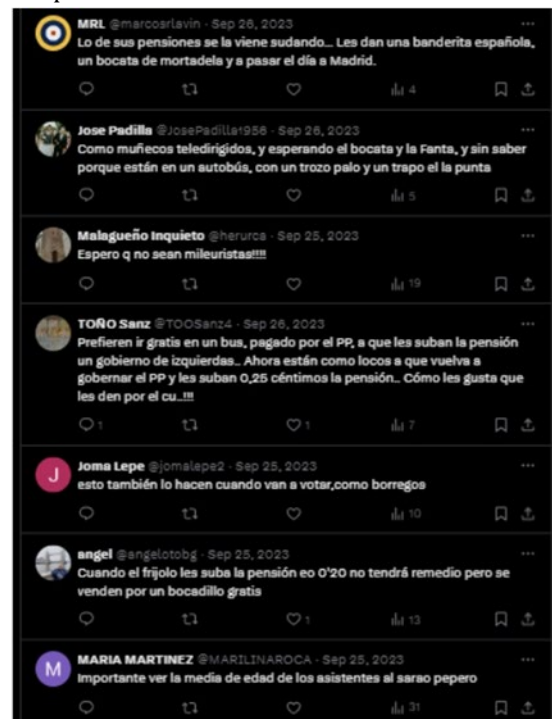 MRL @marcosrlavin · Sep 26, 2023
Lo de sus pensiones se la viene sudando... Les dan una banderita española,
un bocata de mortadela y a pasar el día a Madrid.
4
Jose Padilla @JosePadilla1956 · Sep 26, 2023
Como muñecos teledirigidos, y esperando el bocata y la Fanta, y sin saber
porque están en un autobús, con un trozo palo y un trapo el la punta
5
Malagueño Inquieto @herurca · Sep 25, 2023
Espero q no sean mileuristas!!!!
19
TOÑO Sanz @TOOSanz4 · Sep 26, 2023
Prefieren ir gratis en un bus, pagado por el PP, a que les suban la pensión
un gobierno de izquierdas... Ahora están como locos a que vuelva a
gobernar el PP y les suban 0,25 céntimos la pensión... Cómo les gusta que
les den por el cu...!!!
1 1 7
J
Joma Lepe @jomalepe2 · Sep 25, 2023
esto también lo hacen cuando van a votar,como borregos
10
angel @angelotobg · Sep 25, 2023
Cuando el frijolo les suba la pensión eo 0'20 no tendrá remedio pero se
venden por un bocadillo gratis
1 13
M
MARIA MARTINEZ @MARILINAROCA · Sep 25, 2023
Importante ver la media de edad de los asistentes al sarao pepero
31